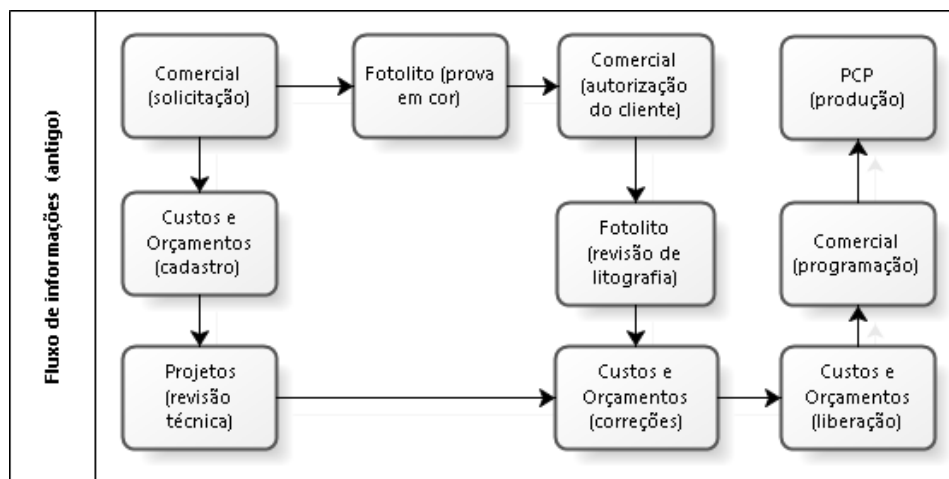 Fluxo de informações (antigo)
Comercial
(solicitação)
Fotolito (prova
em cor)
Comercial
(autorização
do cliente)
PCP
(produção)
Custos e
Orçamentos
(cadastro)
Fotolito
(revisão de
litografia)
Comercial
(programação)
Projetos
(revisão
técnica)
Custos e
Orçamentos
(correções)
Custos e
Orçamentos
(liberação)